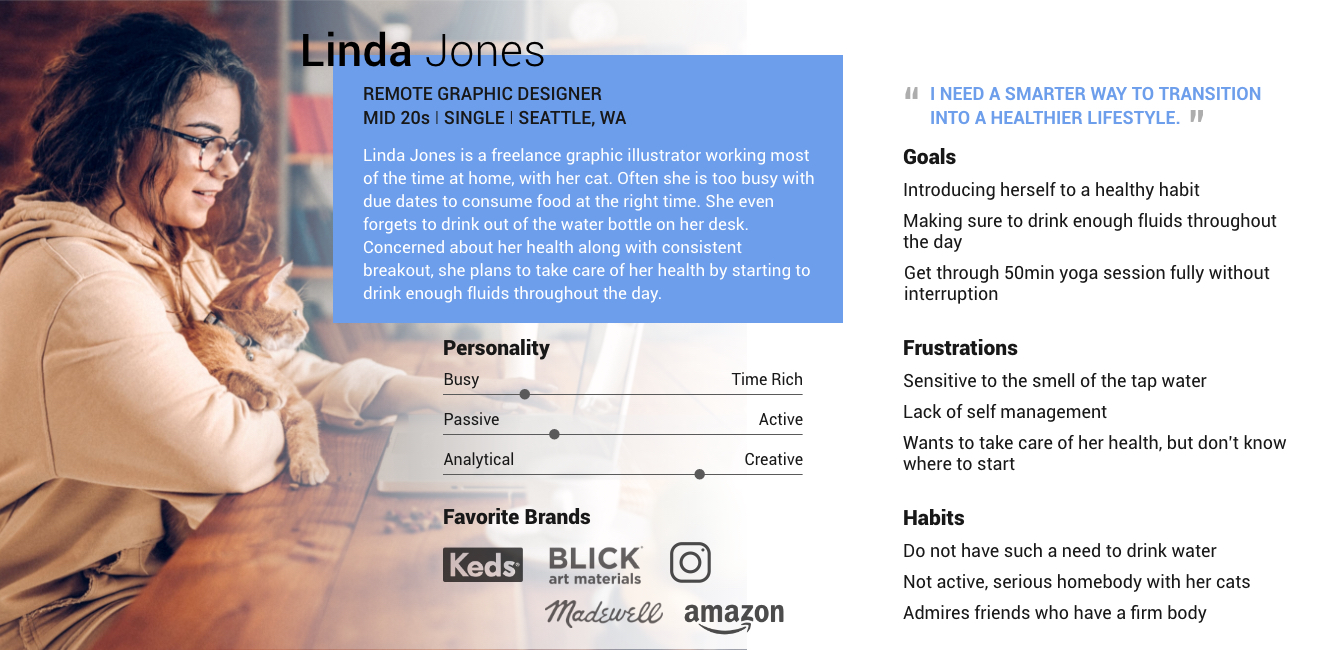 Linda Jones
REMOTE GRAPHIC DESIGNER
MID 20s | SINGLE | SEATTLE, WA
Linda Jones is a freelance graphic illustrator working most
of the time at home, with her cat. Often she is too busy with
due dates to consume food at the right time. She even
forgets to drink out of the water bottle on her desk.
Concerned about her health along with consistent
breakout, she plans to take care of her health by starting to
drink enough fluids throughout the day.
Personality
Busy Time Rich
Passive Active
Analytical Creative
Favorite Brands
Keds
BLICK
art materials
Madewell
amazon
“ I NEED A SMARTER WAY TO TRANSITION
INTO A HEALTHIER LIFESTYLE. ”
Goals
Introducing herself to a healthy habit
Making sure to drink enough fluids throughout
the day
Get through 50min yoga session fully without
interruption
Frustrations
Sensitive to the smell of the tap water
Lack of self management
Wants to take care of her health, but don't know
where to start
Habits
Do not have such a need to drink water
Not active, serious homebody with her cats
Admires friends who have a firm body